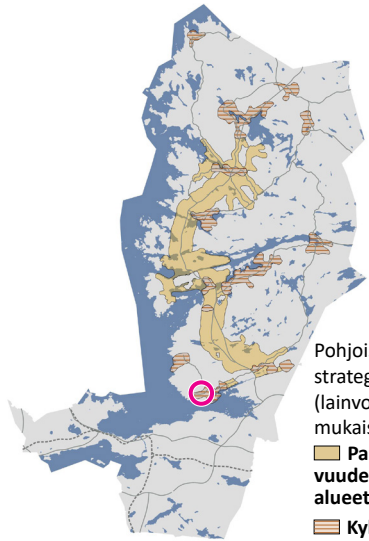 Pohjoi
strateg
(lainvo
mukais
Pa
vuude
alueet
Kyl